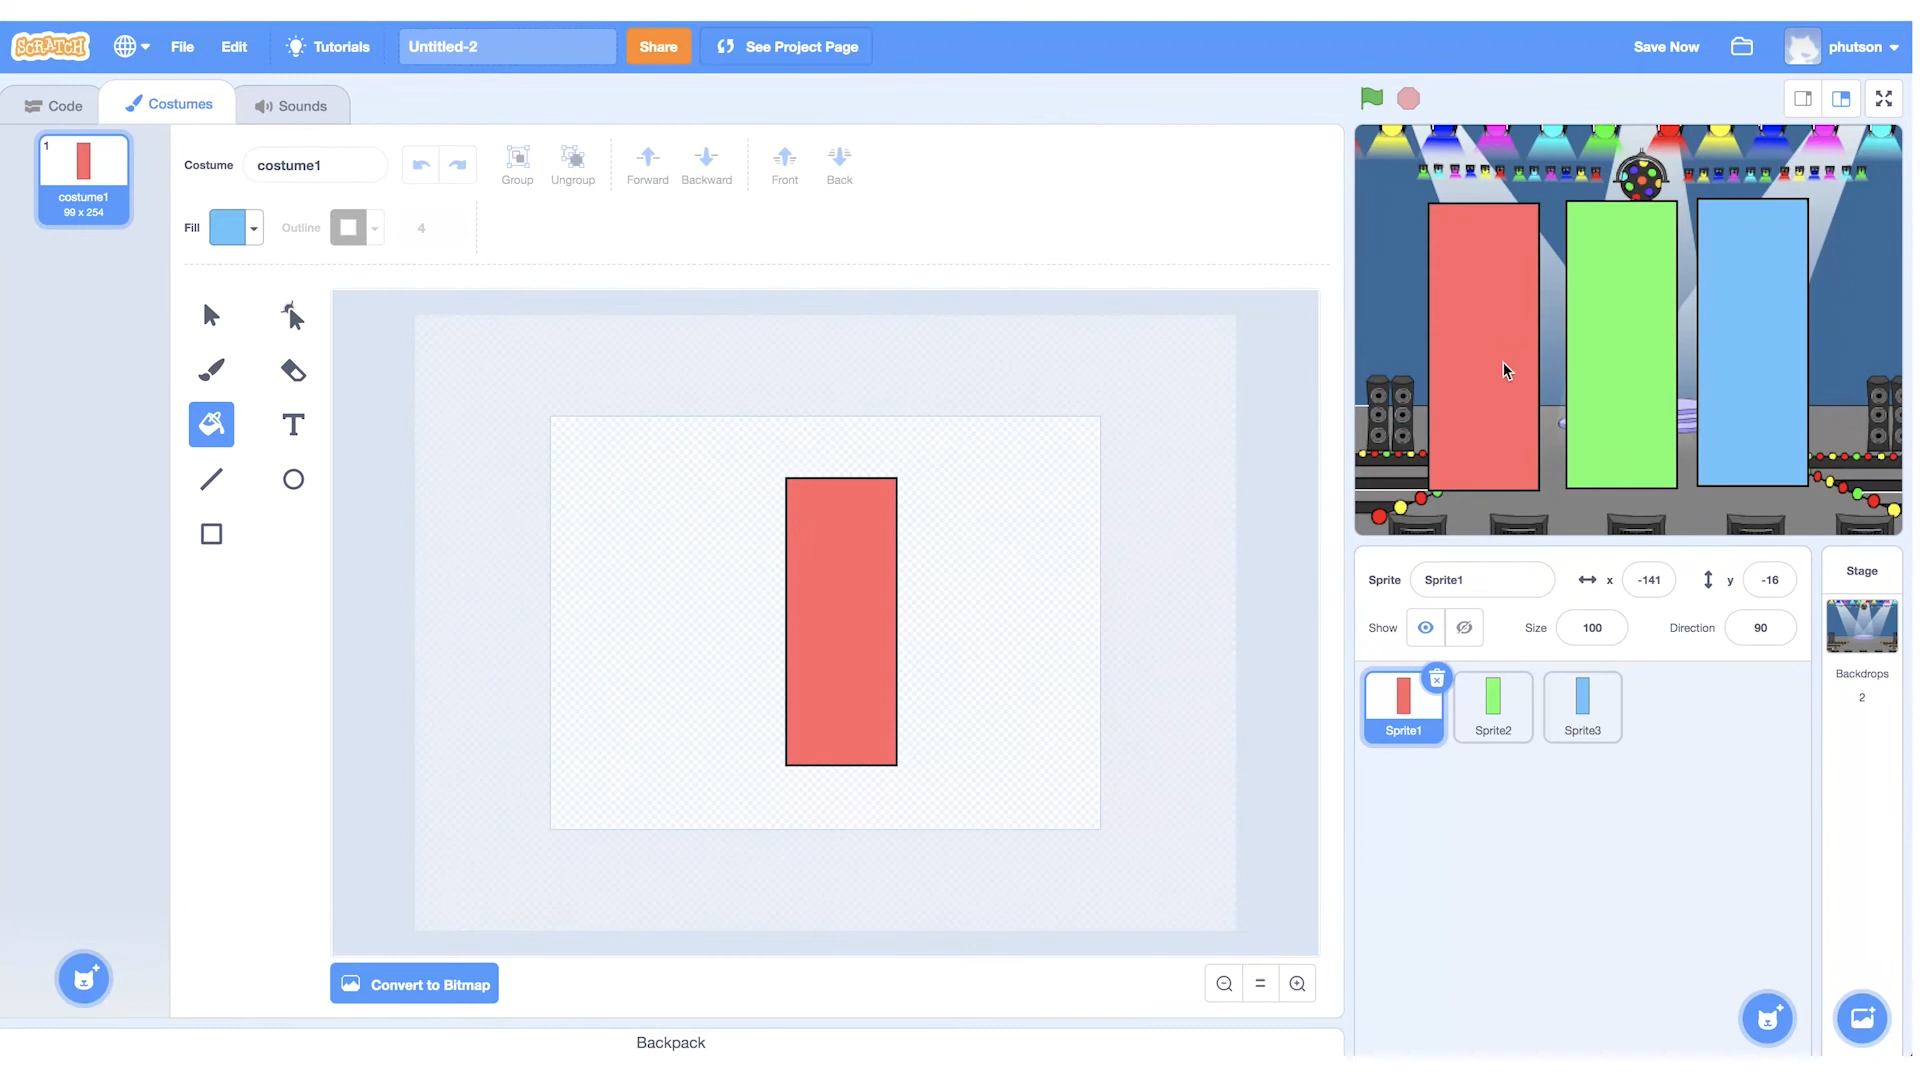 SCRATCH File Edit Tutorials Untitled-2 Share See Project Page Save Now phutson
Code Costumes Sounds
1
costume1
99 x 254
Costume costume1
Group Ungroup Forward Backward Front Back
Fill Outline 4
T
Convert to Bitmap
Backpack
Sprite Sprite1 x -141 y -16
Show Size 100 Direction 90
Sprite1 Sprite2 Sprite3
Stage
Backdrops
2